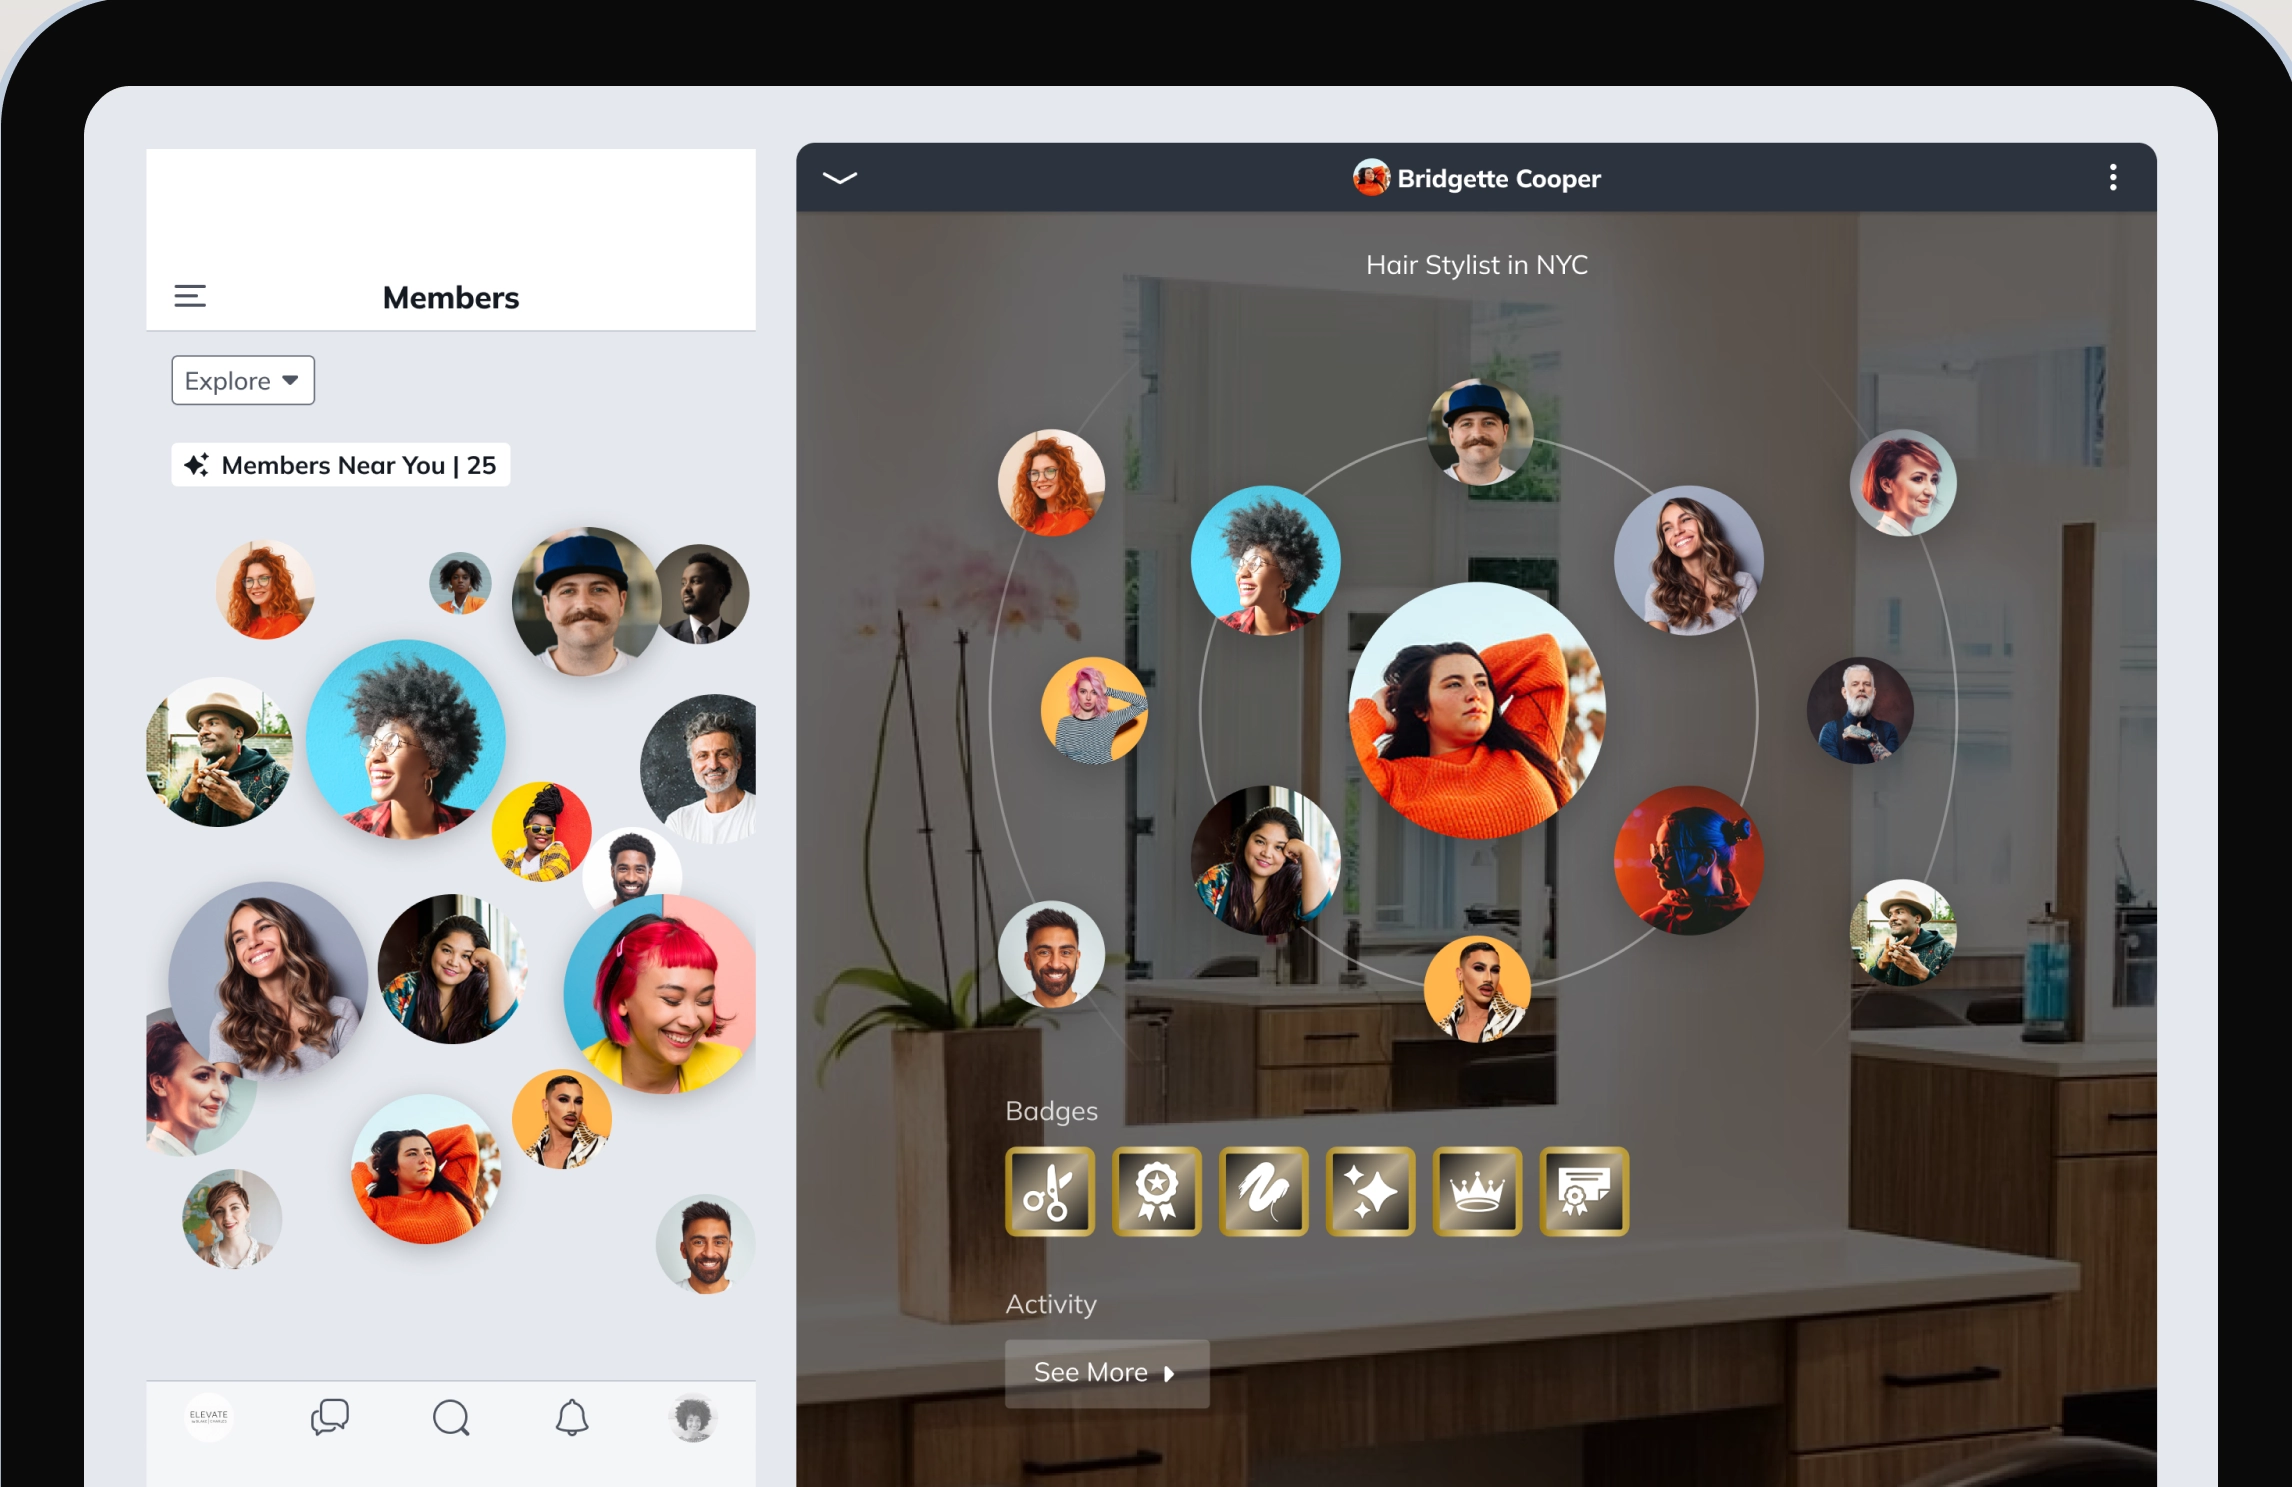 Members
Explore
Members Near You | 25
ELEVATE
Bridgette Cooper
Hair Stylist in NYC
Badges
Activity
See More